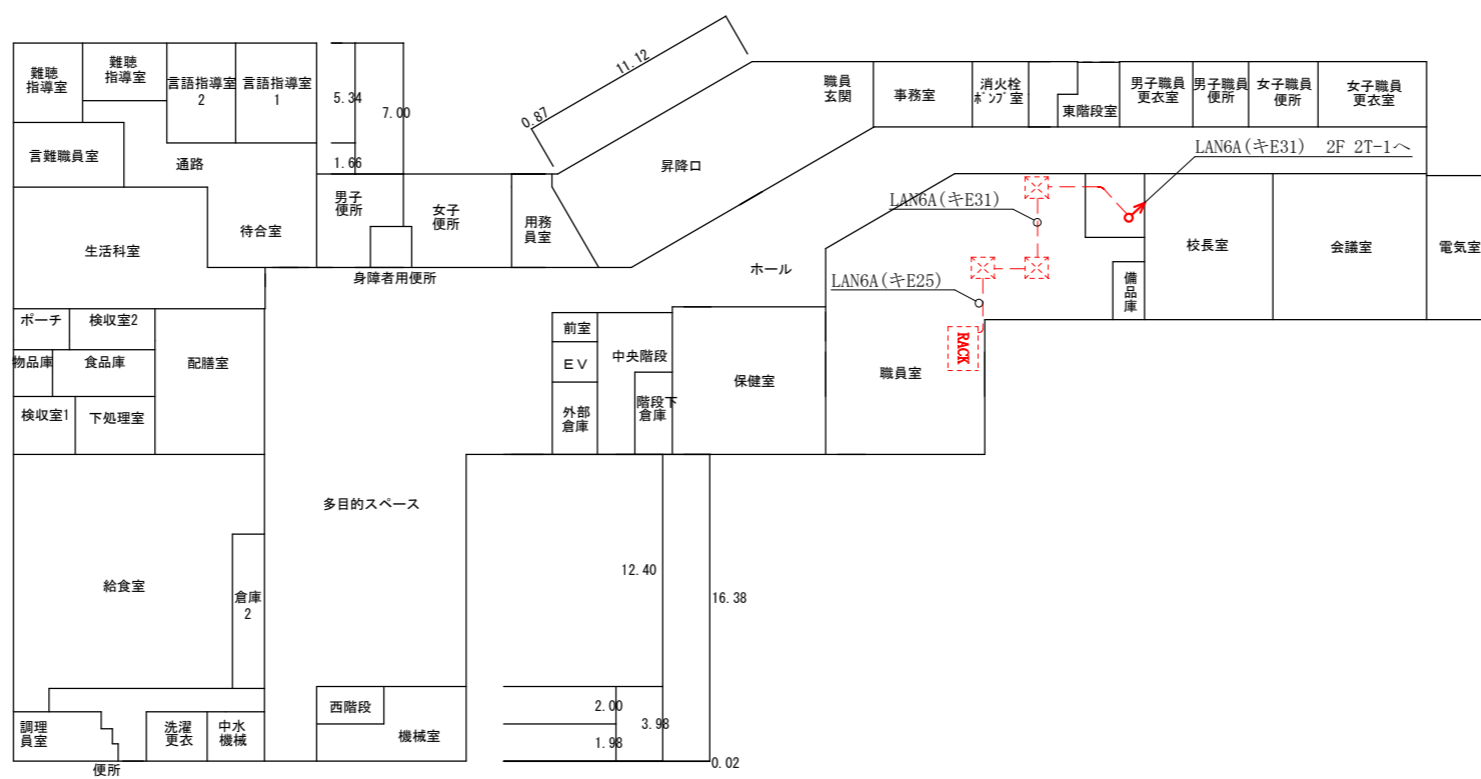 難聴
指導室
難聴
指導室
言語指導室
2
言語指導室
1
5.34
7.00
1.66
0.87
11.12
職員
玄関
事務室
消火栓
ポンプ室
東階段室
男子職員
更衣室
男子職員
便所
女子職員
便所
女子職員
更衣室
言難職員室
通路
昇降口
LAN6A(キE31) 2F 2T-1へ
LAN6A(キE31)
男子
便所
女子
便所
用務
員室
生活科室
待合室
身障者用便所
ホール
校長室
会議室
電気室
LAN6A(キE25)
備
品
庫
RACK
ポーチ
検収室2
物品庫
食品庫
配膳室
検収室1
下処理室
前室
EV
外部
倉庫
中央階段
階段下
倉庫
保健室
職員室
多目的スペース
12.40
16.38
給食室
倉庫
2
調理
員室
便所
洗濯
更衣
中水
機械
西階段
機械室
2.00
3.98
1.98
0.02